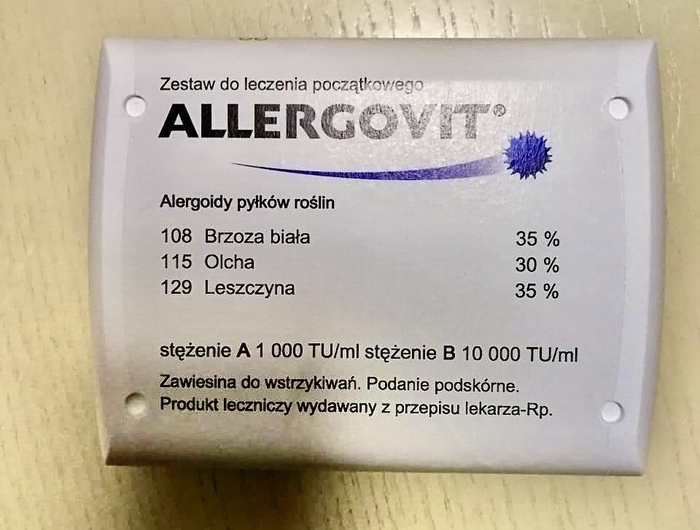 Zestaw do leczenia początkowego
ALLERGOVIT®
Alergoidy pyłków roślin
108 Brzoza biała 35 %
115 Olcha 30 %
129 Leszczyna 35 %
stężenie A 1 000 TU/ml stężenie B 10 000 TU/ml
Zawiesina do wstrzykiwań. Podanie podskórne.
Produkt leczniczy wydawany z przepisu lekarza-Rp.